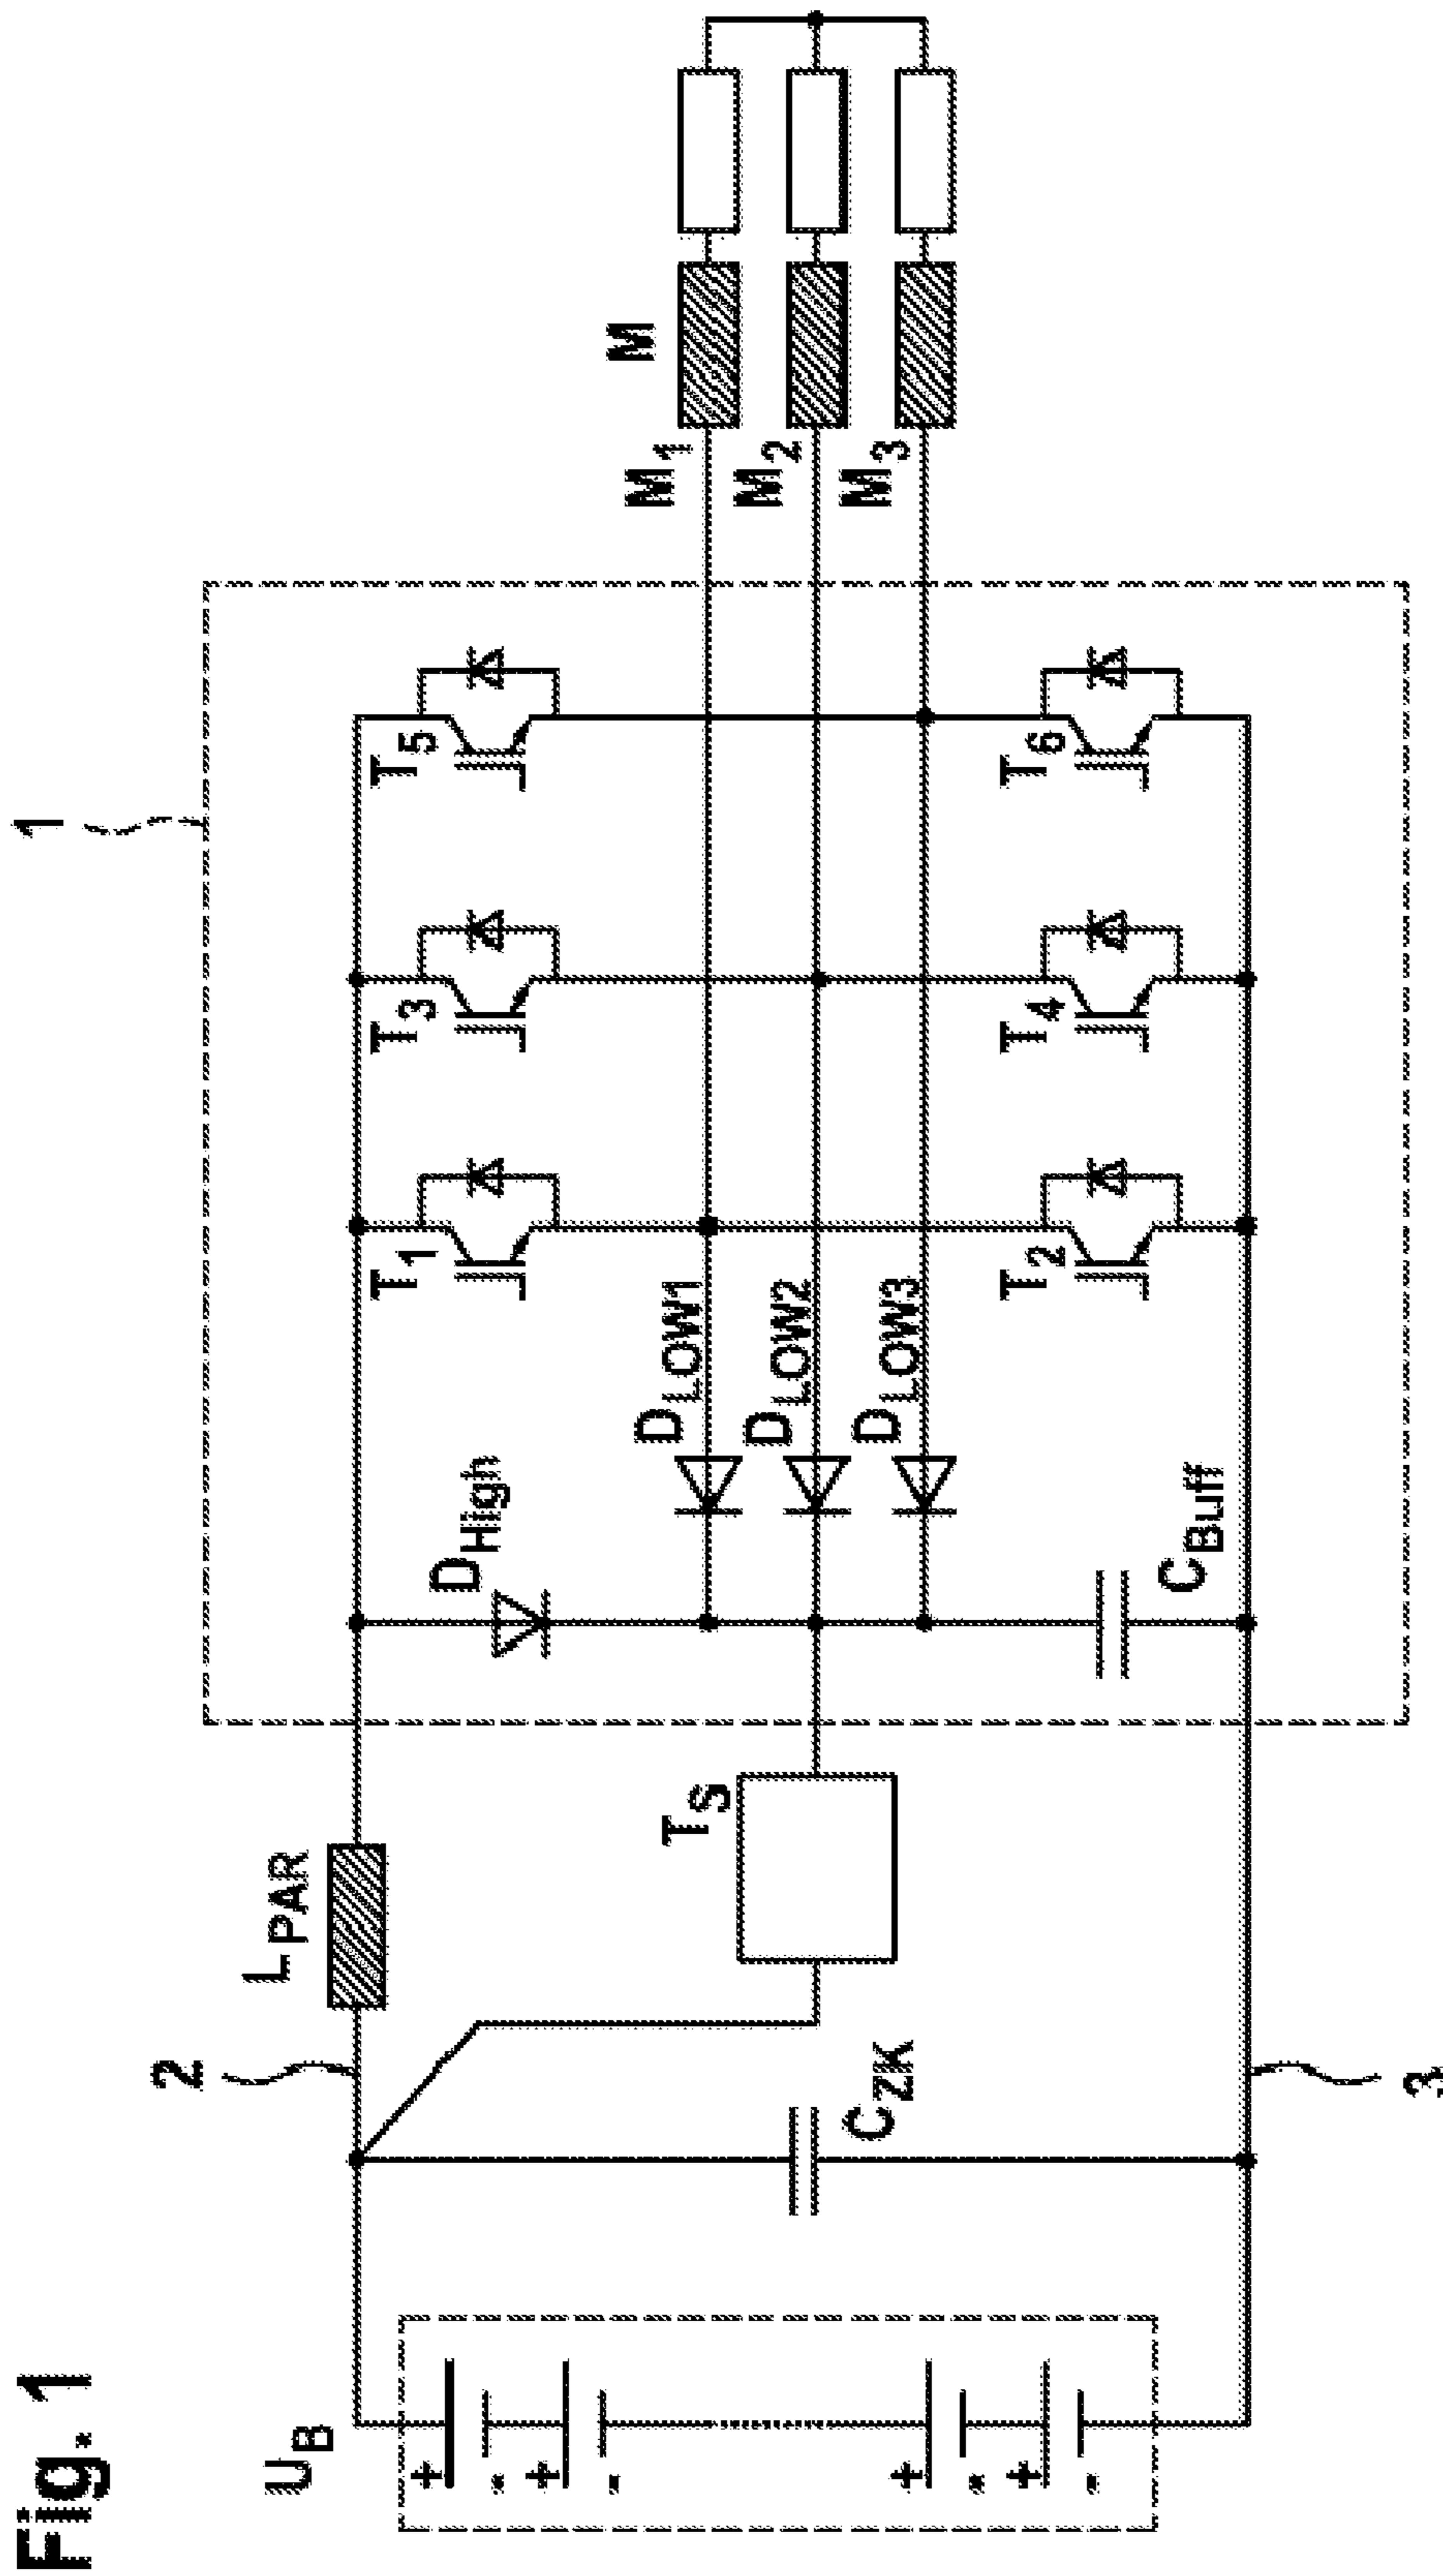 Fig. 1
1
2
L_PAR
U_B
D_High
T_1
T_3
T_5
M
M_1
M_2
M_3
D_LOW1
D_LOW2
D_LOW3
T_S
C_ZK
C_Buff
T_2
T_4
T_6
3
+
-
+
-
+
-
+
-